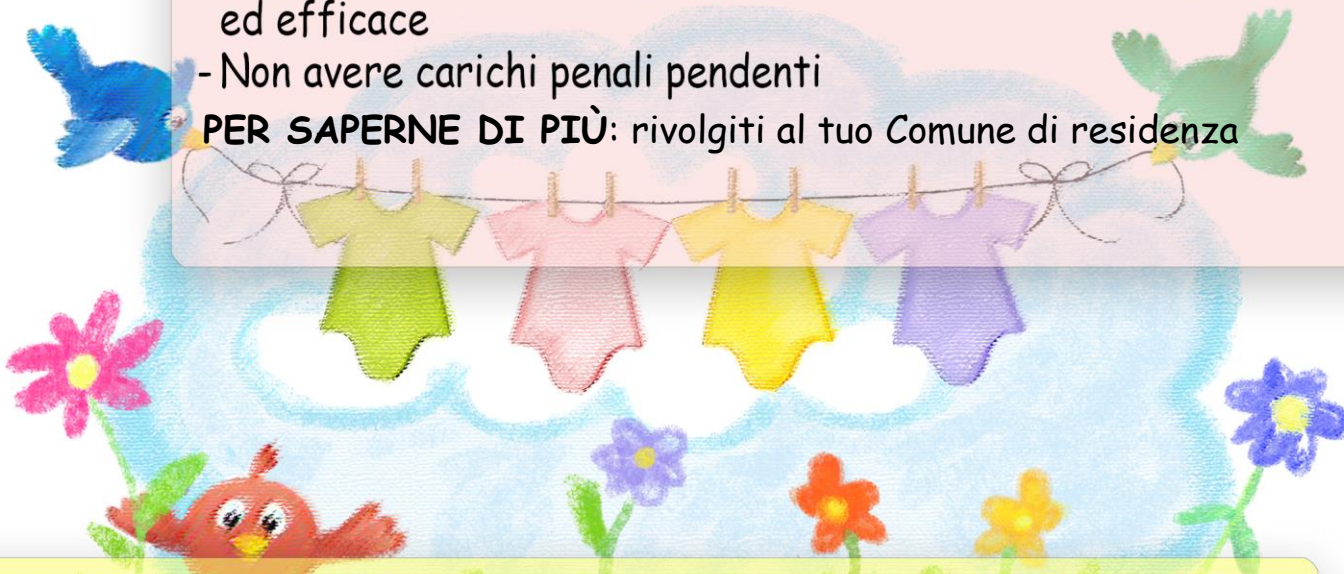 ed efficace
- Non avere carichi penali pendenti
PER SAPERNE DI PIÙ: rivolgiti al tuo Comune di residenza